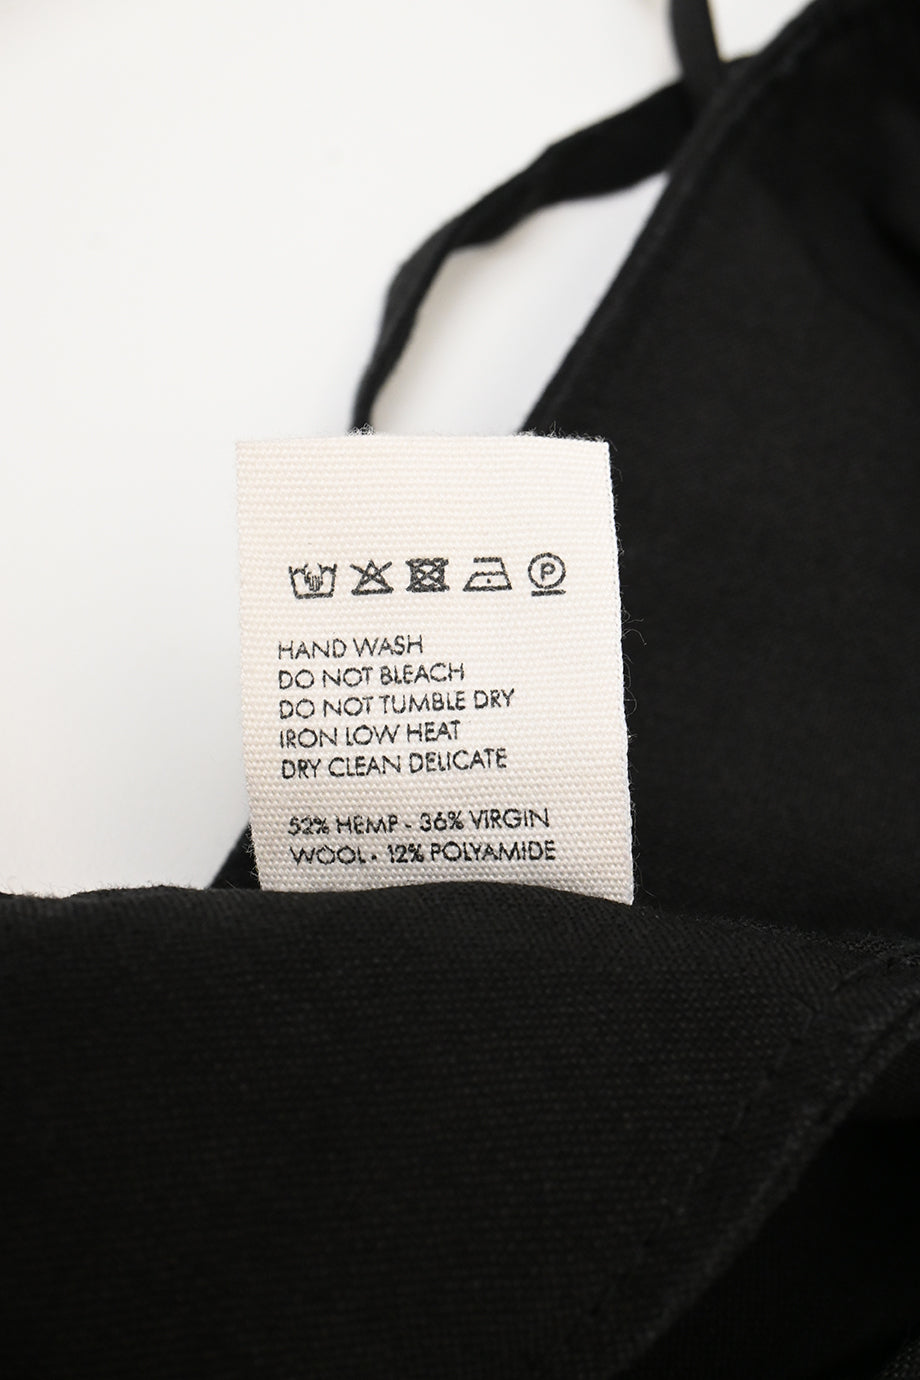 P
HAND WASH
DO NOT BLEACH
DO NOT TUMBLE DRY
IRON LOW HEAT
DRY CLEAN DELICATE
52% HEMP - 36% VIRGIN
WOOL - 12% POLYAMIDE